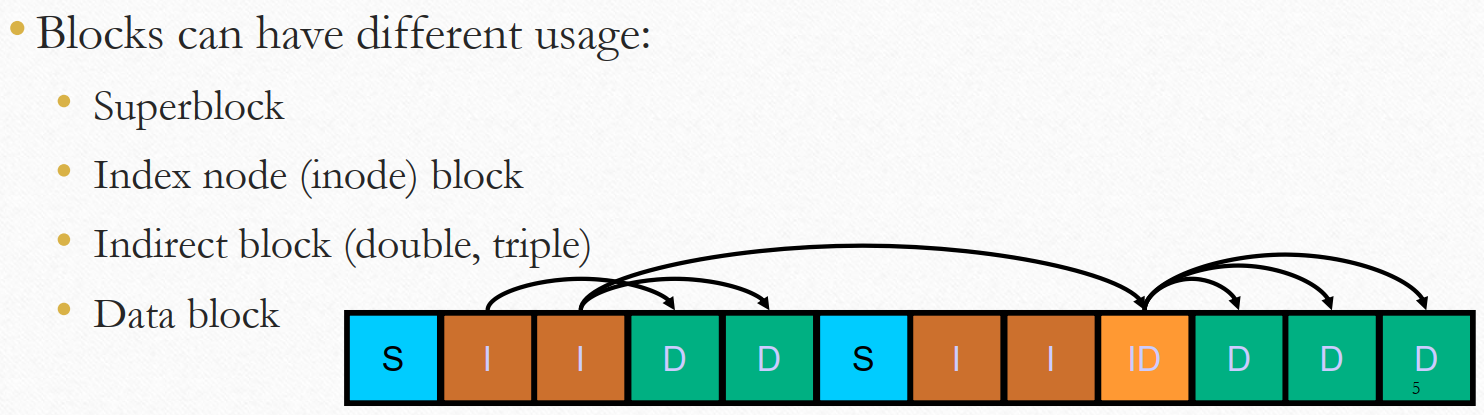 Blocks can have different usage:
Superblock
Index node (inode) block
Indirect block (double, triple)
Data block
S I I D D S I I ID D D D
5